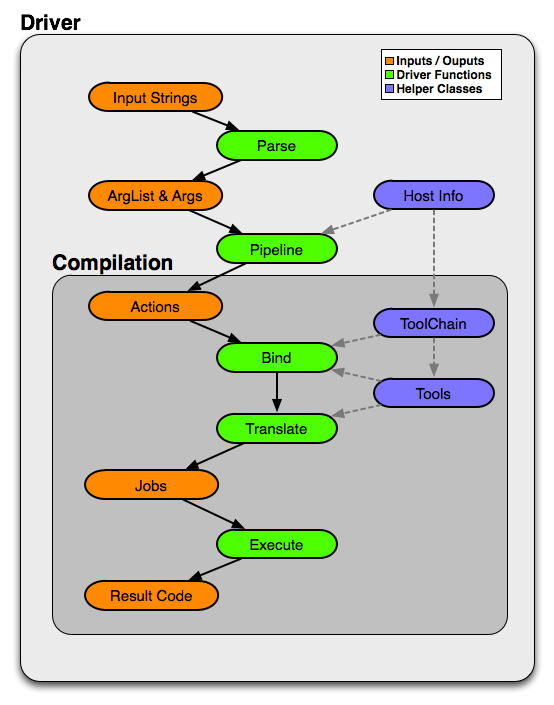 Driver
Inputs / Ouputs
Driver Functions
Helper Classes
Input Strings
Parse
ArgList & Args
Host Info
Pipeline
Compilation
Actions
ToolChain
Bind
Tools
Translate
Jobs
Execute
Result Code